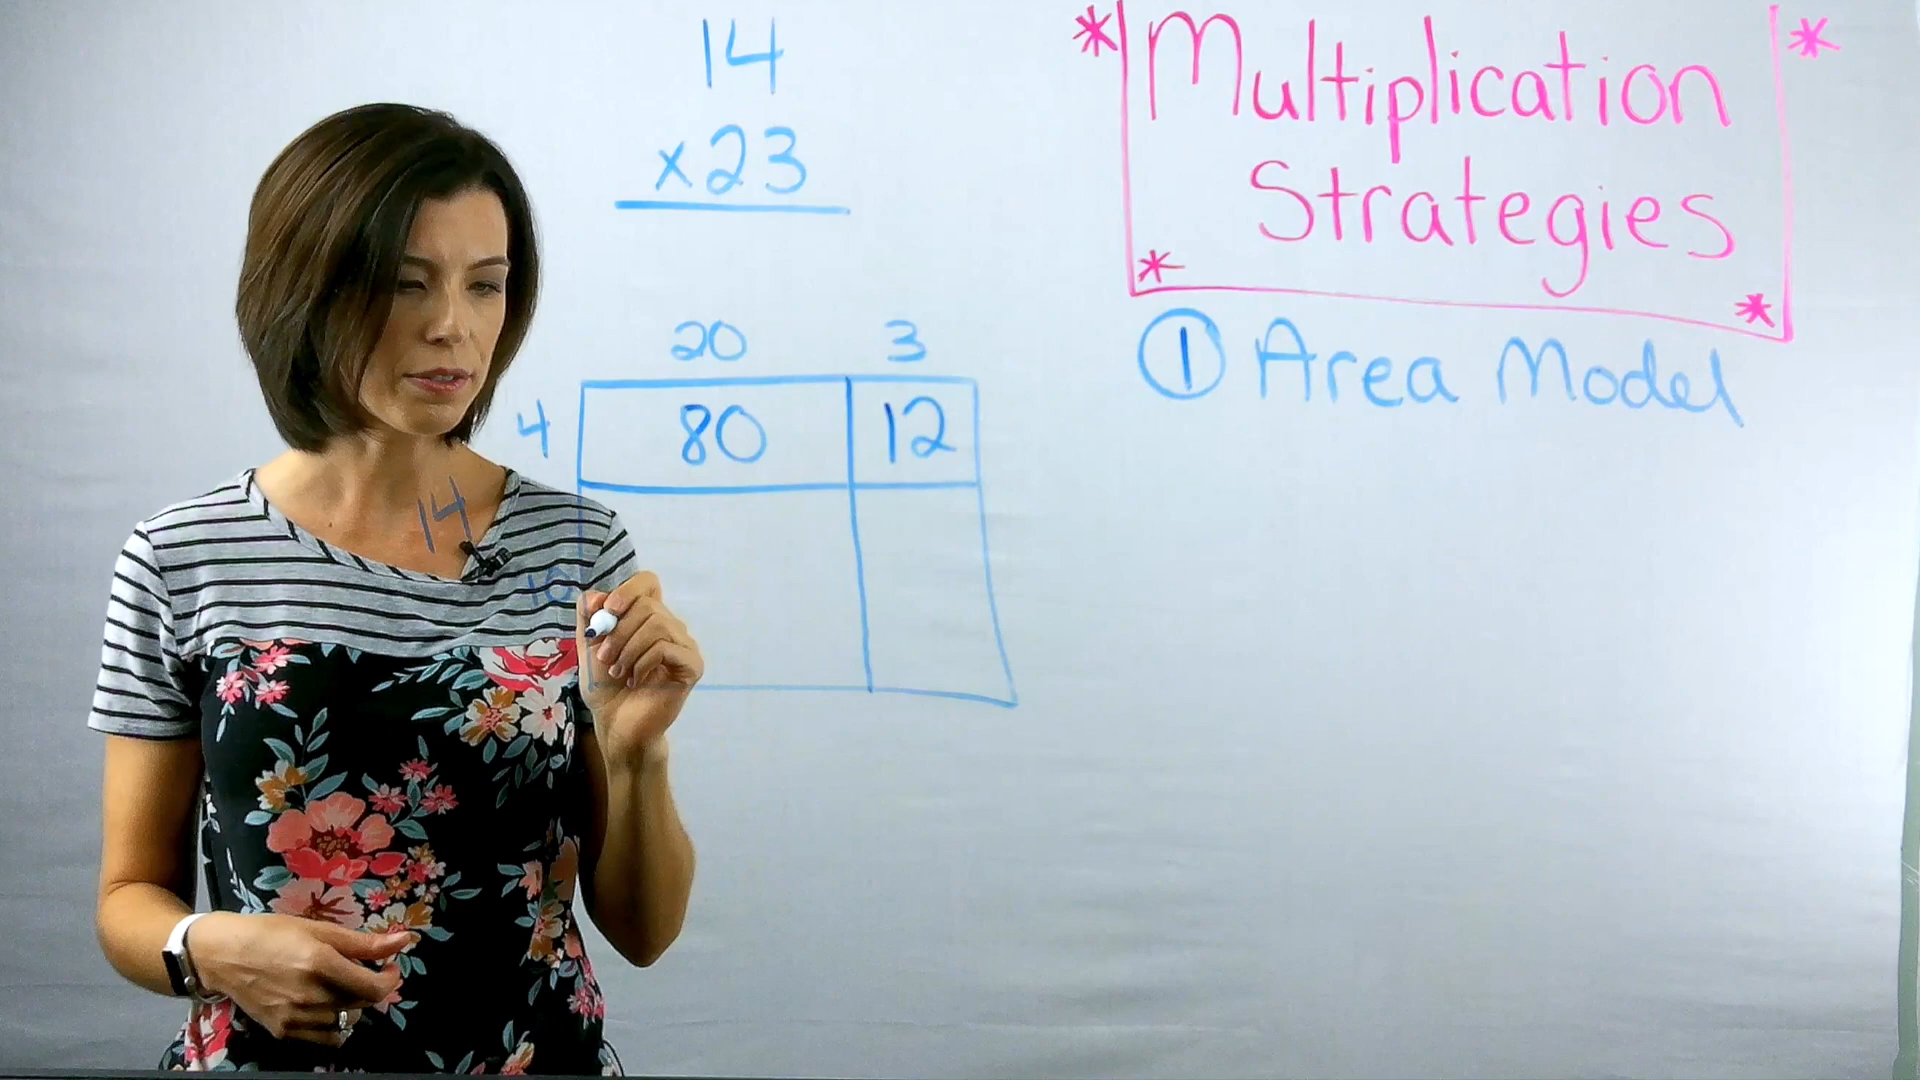 14
x23
* Multiplication *
* Strategies *
① Area Model
20 3
4 80 12
14
10